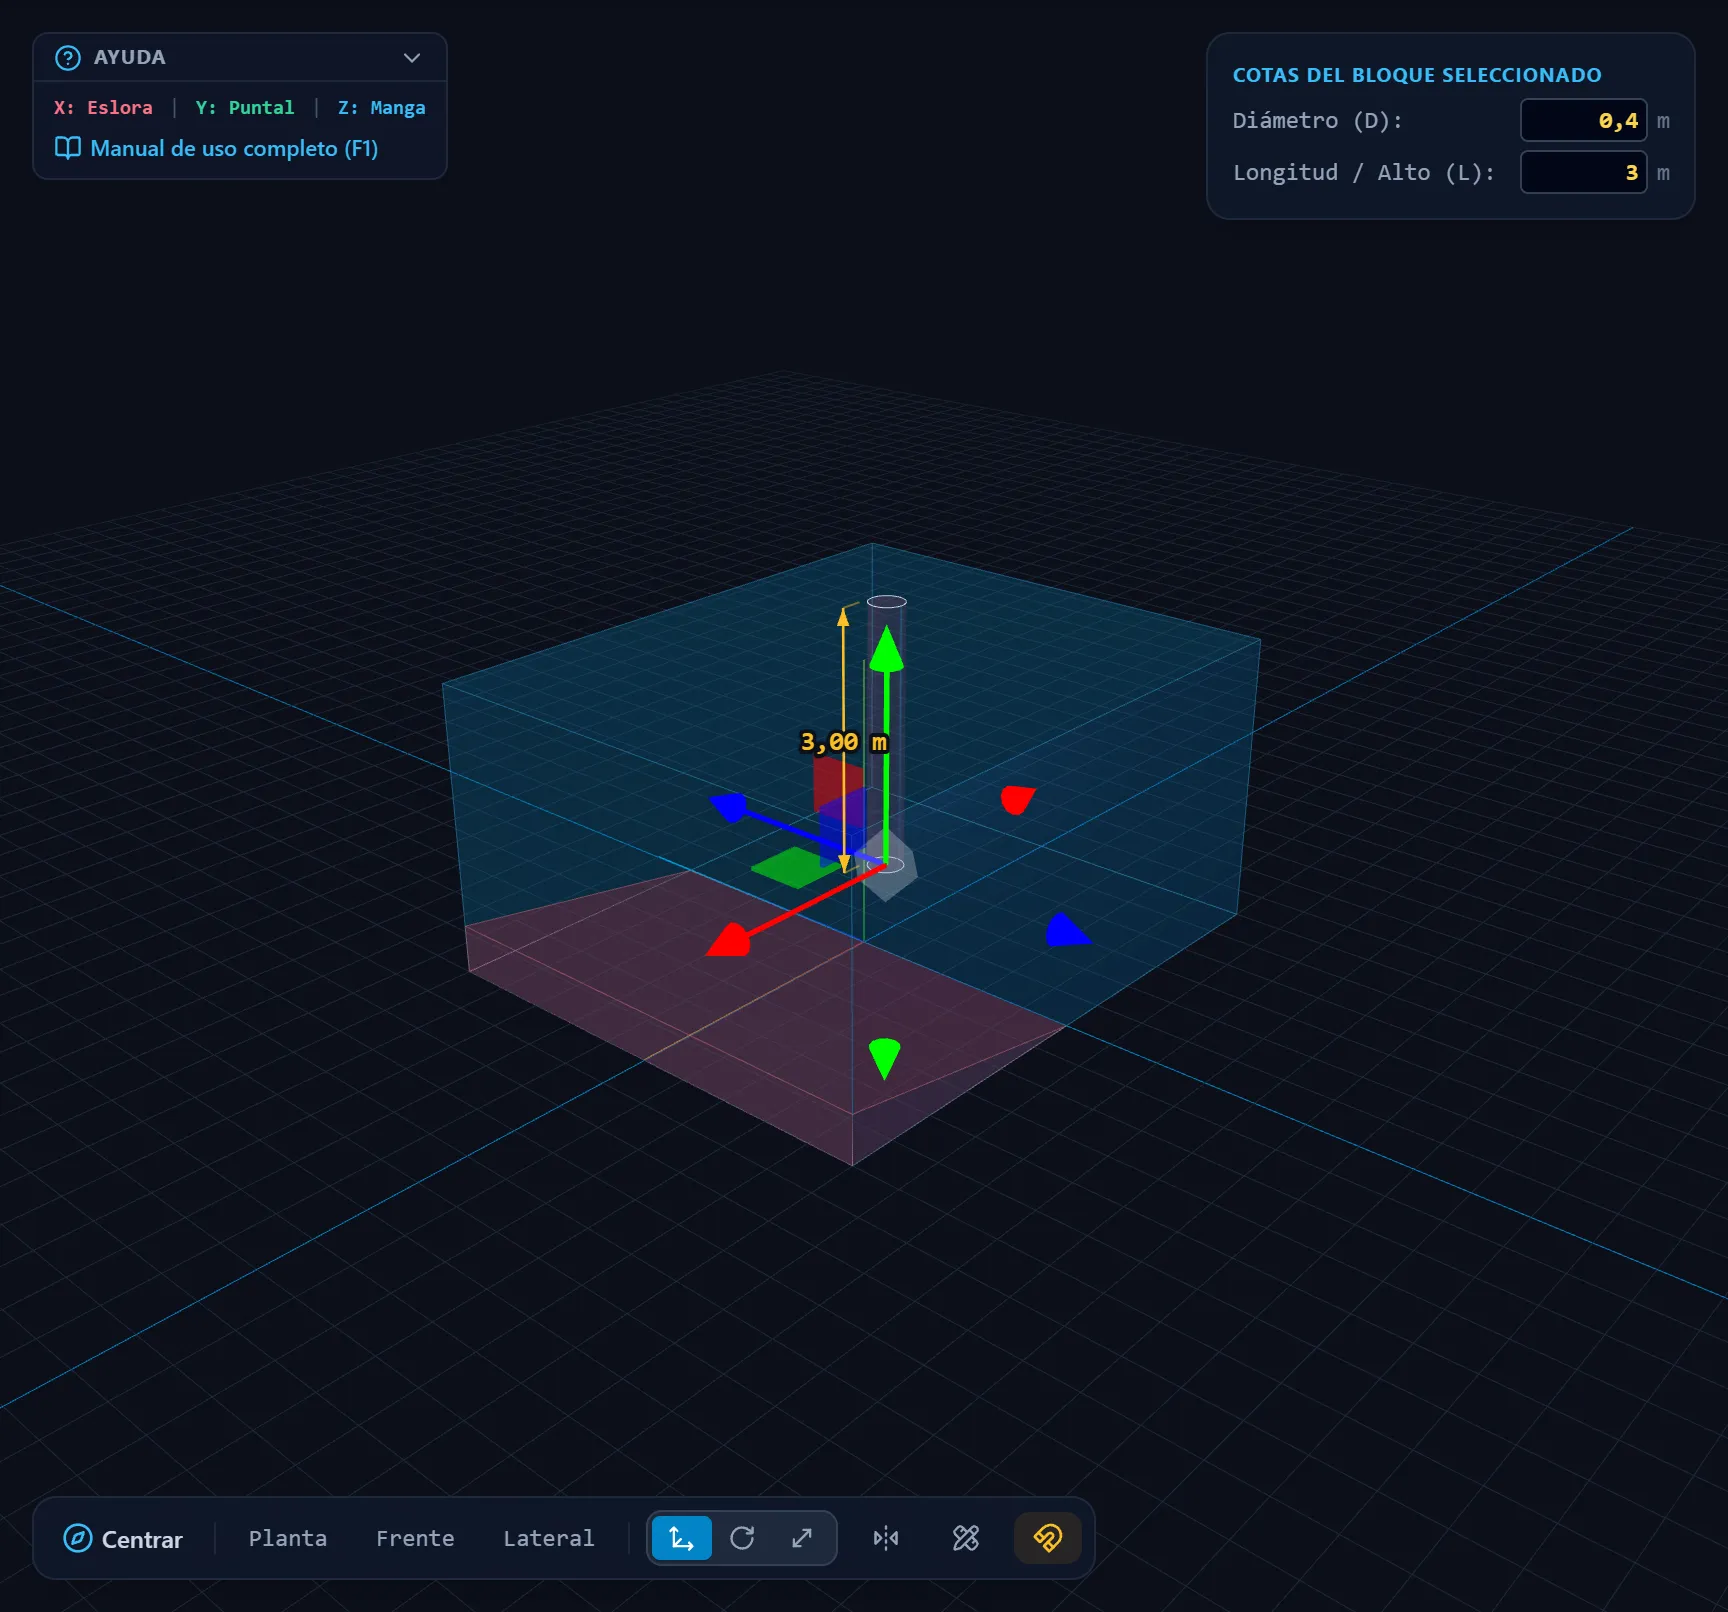 AYUDA
X: Eslora | Y: Puntal | Z: Manga
Manual de uso completo (F1)
COTAS DEL BLOQUE SELECCIONADO
Diámetro (D): 0,4 m
Longitud / Alto (L): 3 m
3,00 m
Centrar Planta Frente Lateral